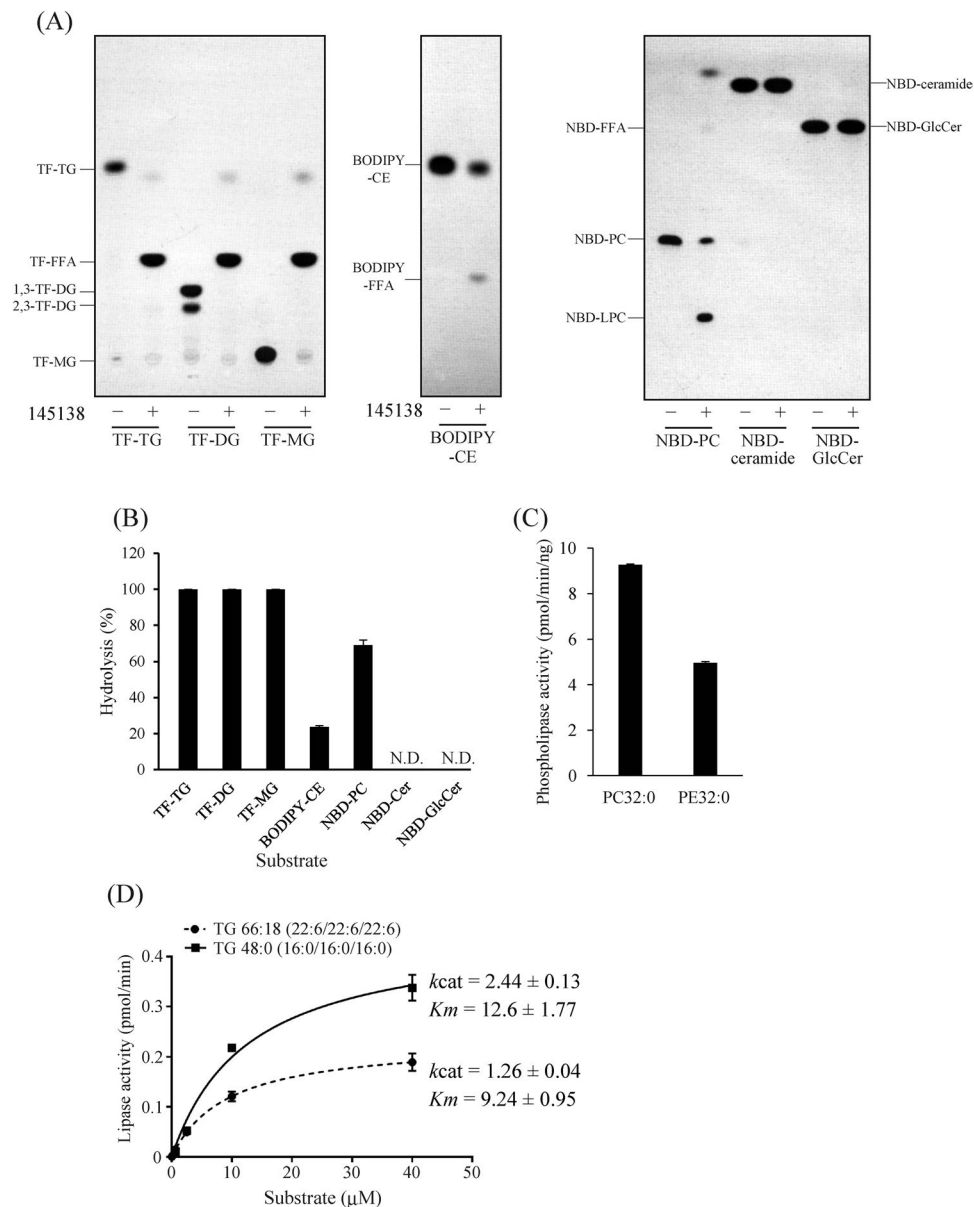 (A)
TF-TG
TF-FFA
1,3-TF-DG
2,3-TF-DG
TF-MG
145138
− + − + − +
TF-TG TF-DG TF-MG
BODIPY
-CE
BODIPY
-FFA
145138
− +
BODIPY
-CE
NBD-FFA
NBD-PC
NBD-LPC
NBD-ceramide
NBD-GlcCer
− + − + − +
NBD-PC NBD-
ceramide
NBD-
GlcCer
(B)
Hydrolysis (%)
120
100
80
60
40
20
0
N.D. N.D.
TF-TG
TF-DG
TF-MG
BODIPY-CE
NBD-PC
NBD-Cer
NBD-GlcCer
Substrate
(C)
Phospholipase activity (pmol/min/ng)
10
8
6
4
2
0
PC32:0 PE32:0
(D)
TG 66:18 (22:6/22:6/22:6)
TG 48:0 (16:0/16:0/16:0)
Lipase activity (pmol/min)
0.4
0.3
0.2
0.1
0
0 10 20 30 40 50
Substrate (μM)
kcat = 2.44 ± 0.13
Km = 12.6 ± 1.77
kcat = 1.26 ± 0.04
Km = 9.24 ± 0.95